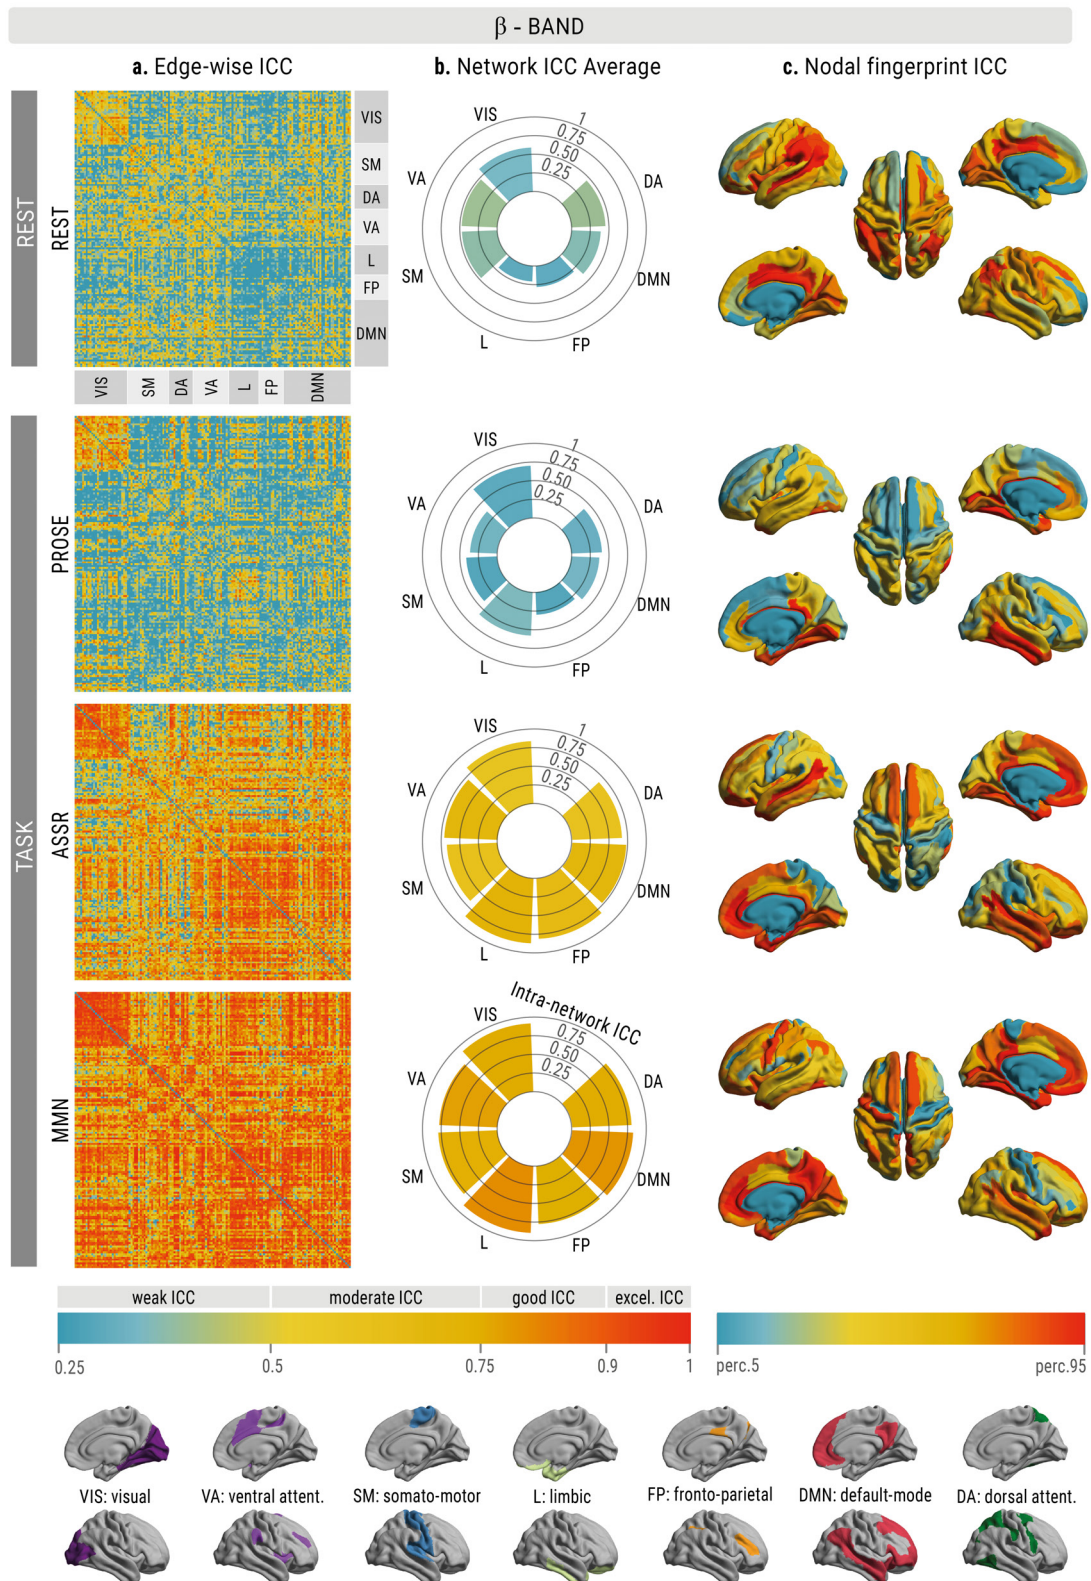 β - BAND
a. Edge-wise ICC
b. Network ICC Average
c. Nodal fingerprint ICC
REST
REST
VIS
SM
DA
VA
L
FP
DMN
VIS
SM
DA
VA
L
FP
DMN
VIS
1
0.75
0.50
0.25
VA
DA
SM
DMN
L
FP
TASK
PROSE
VIS
1
0.75
0.50
0.25
VA
DA
SM
DMN
L
FP
ASSR
VIS
1
0.75
0.50
0.25
VA
DA
SM
DMN
L
FP
MMN
Intra-network ICC
VIS
0.75
0.50
0.25
VA
DA
SM
DMN
L
FP
weak ICC
moderate ICC
good ICC
excel. ICC
0.25
0.5
0.75
0.9
1
perc.5
perc.95
VIS: visual
VA: ventral attent.
SM: somato-motor
L: limbic
FP: fronto-parietal
DMN: default-mode
DA: dorsal attent.